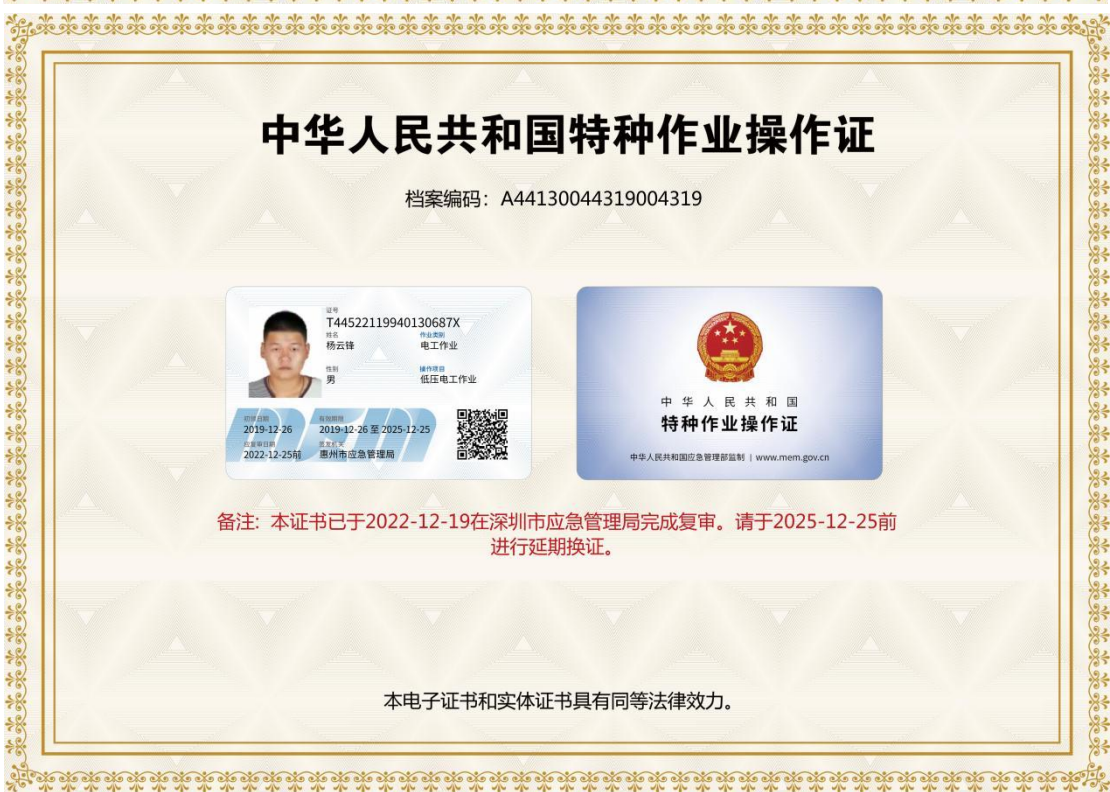 中华人民共和国特种作业操作证
档案编码：A44130044319004319
证号
T44522119940130687X
姓名
杨云锋
作业类别
电工作业
性别
男
操作项目
低压电工作业
初领日期
2019-12-26
有效期限
2019-12-26 至 2025-12-25
应复审日期
2022-12-25前
签发机关
惠州市应急管理局
中华人民共和国
特种作业操作证
中华人民共和国应急管理部监制 | www.mem.gov.cn
备注: 本证书已于2022-12-19在深圳市应急管理局完成复审。请于2025-12-25前
进行延期换证。
本电子证书和实体证书具有同等法律效力。